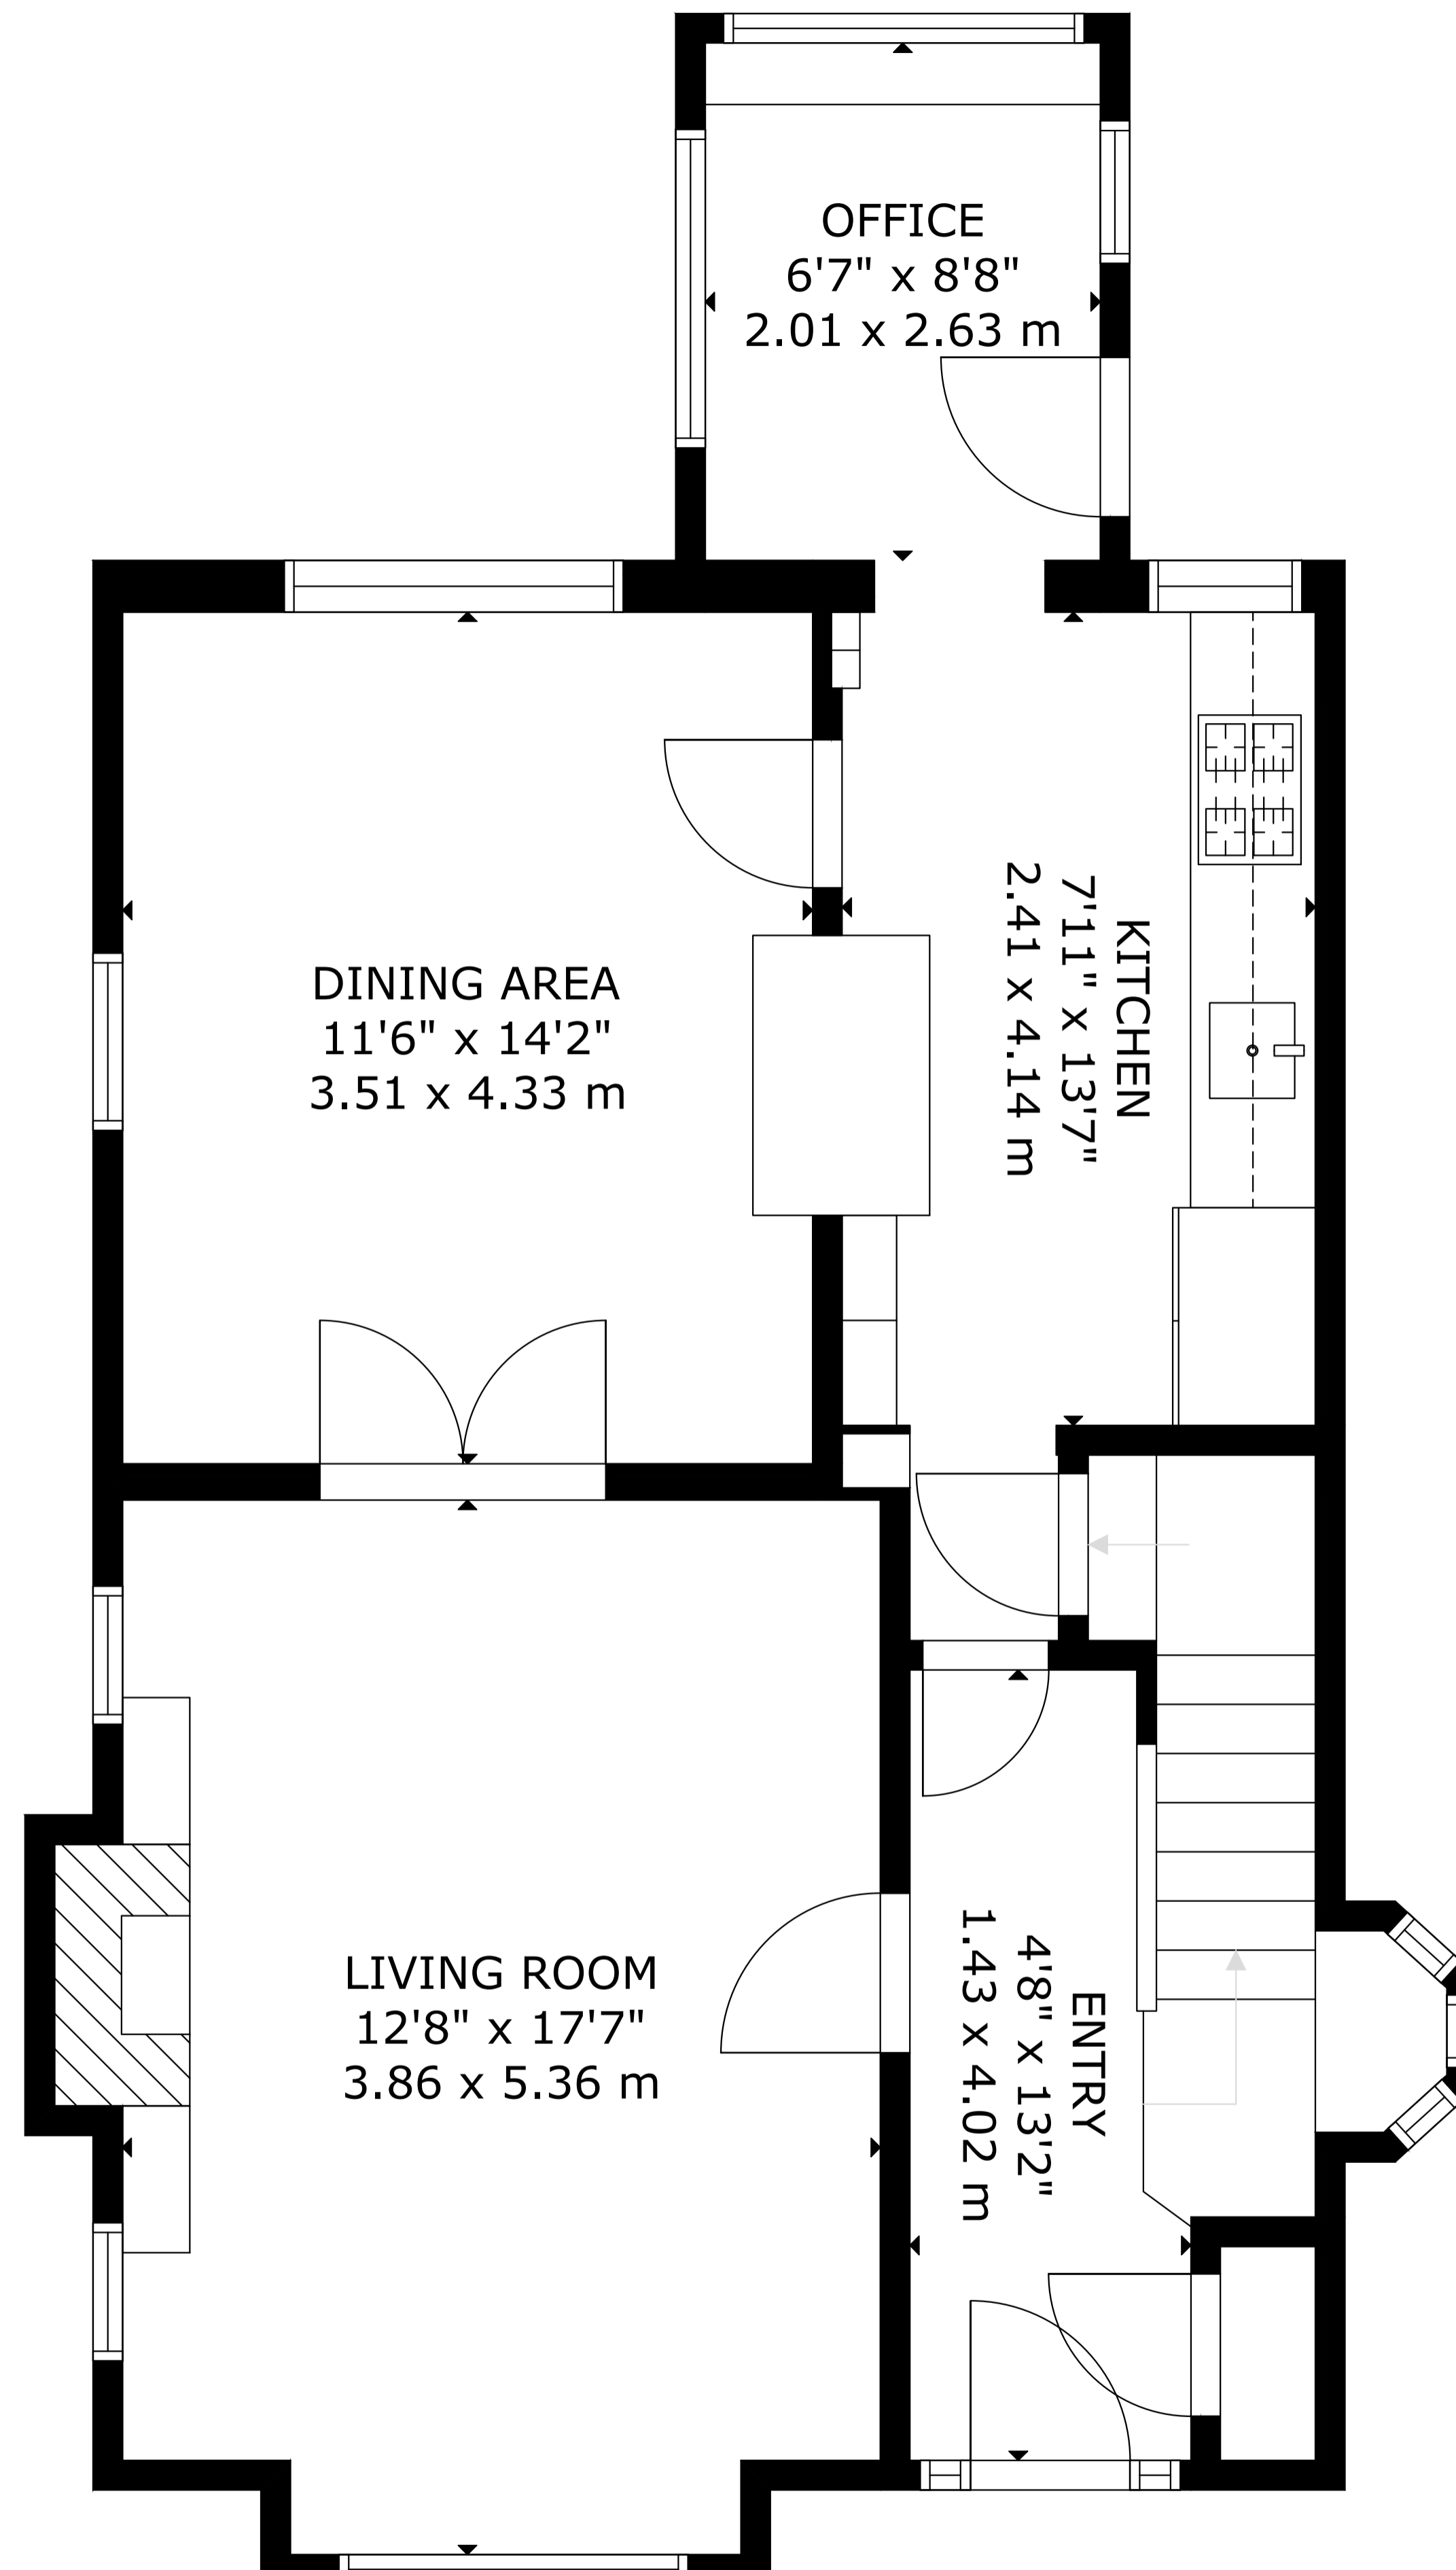 OFFICE
6'7" x 8'8"
2.01 x 2.63 m
DINING AREA
11'6" x 14'2"
3.51 x 4.33 m
KITCHEN
7'11" x 13'7"
2.41 x 4.14 m
LIVING ROOM
12'8" x 17'7"
3.86 x 5.36 m
ENTRY
4'8" x 13'2"
1.43 x 4.02 m